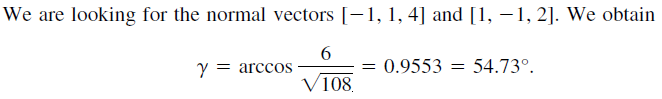 We are looking for the normal vectors [−1, 1, 4] and [1, −1, 2]. We obtain
γ = arccos 6/√108. = 0.9553 = 54.73°.